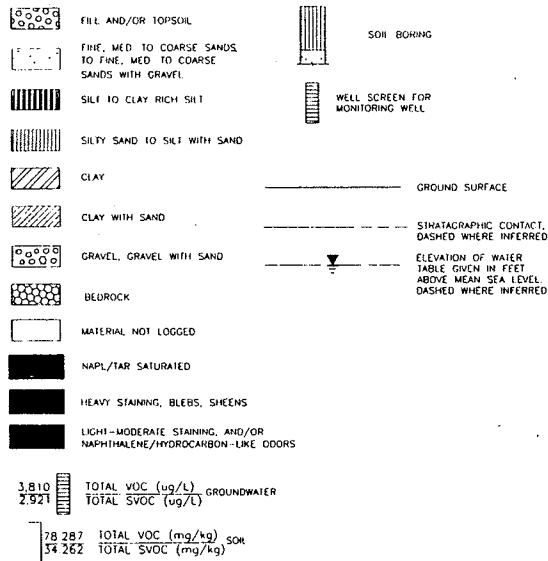 FILL AND/OR TOPSOIL
FINE, MED TO COARSE SANDS
TO FINE, MED TO COARSE
SANDS WITH GRAVEL
SILT TO CLAY RICH SILT
SILTY SAND TO SILT WITH SAND
CLAY
CLAY WITH SAND
GRAVEL, GRAVEL WITH SAND
BEDROCK
MATERIAL NOT LOGGED
NAPL/TAR SATURATED
HEAVY STAINING, BLEBS, SHEENS
LIGHT-MODERATE STAINING, AND/OR
NAPHTHALENE/HYDROCARBON-LIKE ODORS
SOIL BORING
WELL SCREEN FOR
MONITORING WELL
GROUND SURFACE
STRATAGRAPHIC CONTACT,
DASHED WHERE INFERRED
ELEVATION OF WATER
TABLE GIVEN IN FEET
ABOVE MEAN SEA LEVEL.
DASHED WHERE INFERRED
3,810 TOTAL VOC (ug/L) GROUNDWATER
2,921 TOTAL SVOC (ug/L)
78.287 TOTAL VOC (mg/kg) SOIL
34.262 TOTAL SVOC (mg/kg)